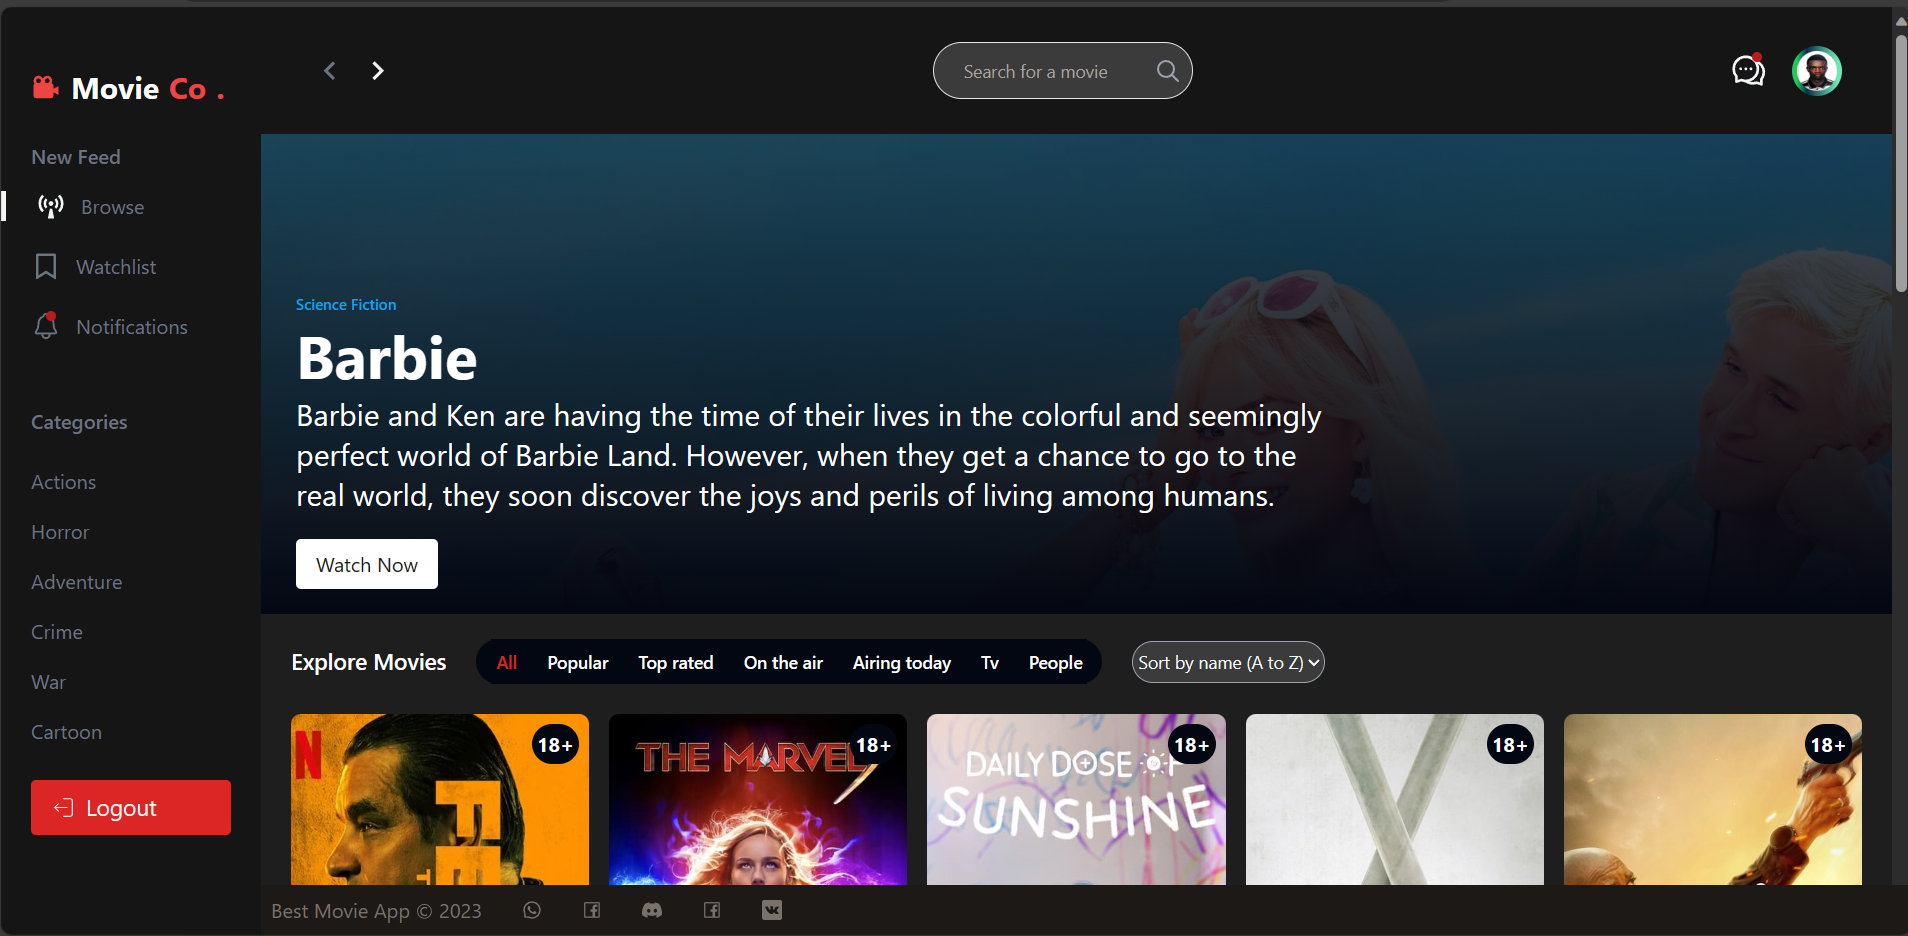 Movie Co .
Search for a movie
New Feed
Browse
Watchlist
Notifications
Categories
Actions
Horror
Adventure
Crime
War
Cartoon
Logout
Science Fiction
Barbie
Barbie and Ken are having the time of their lives in the colorful and seemingly
perfect world of Barbie Land. However, when they get a chance to go to the
real world, they soon discover the joys and perils of living among humans.
Watch Now
Explore Movies
All Popular Top rated On the air Airing today Tv People
Sort by name (A to Z)
N
18+
THE MARVELS
18+
DAILY DOSE OF
SUNSHINE
18+
18+
18+
Best Movie App © 2023